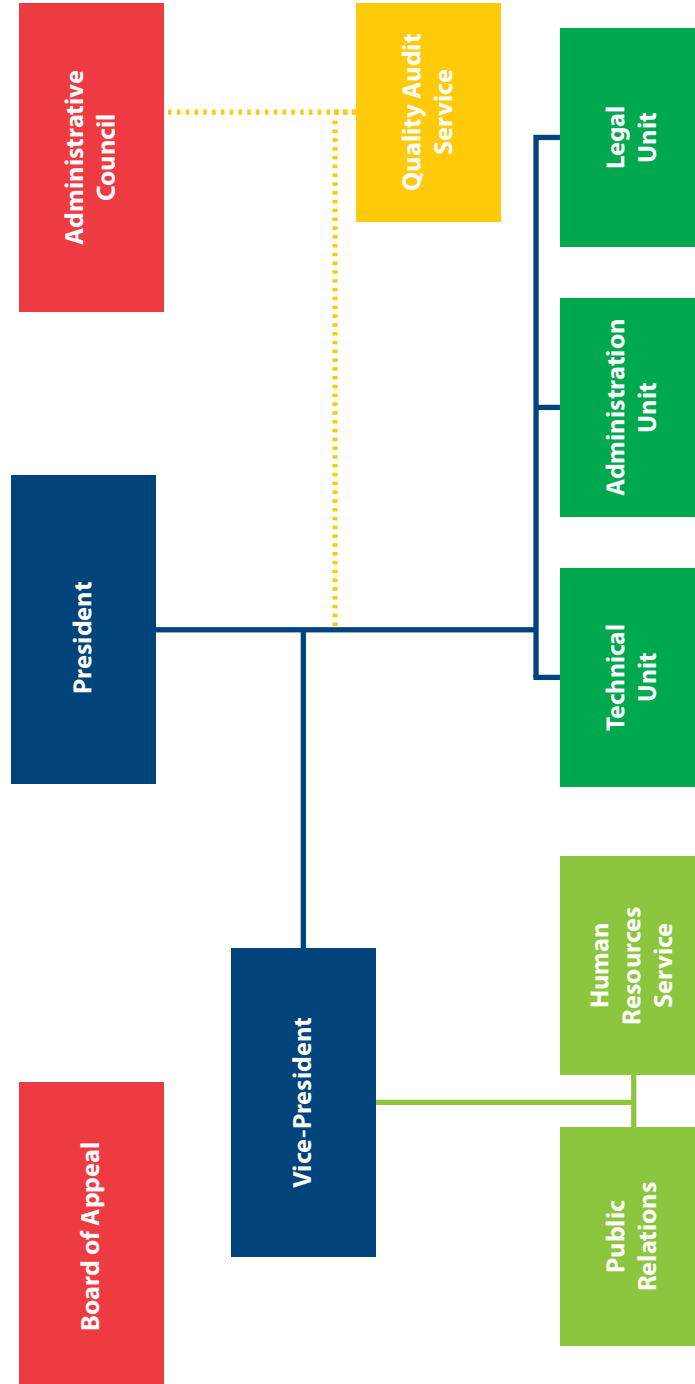 Board of Appeal
President
Administrative
Council
Vice-President
Quality Audit
Service
Public
Relations
Human
Resources
Service
Technical
Unit
Administration
Unit
Legal
Unit